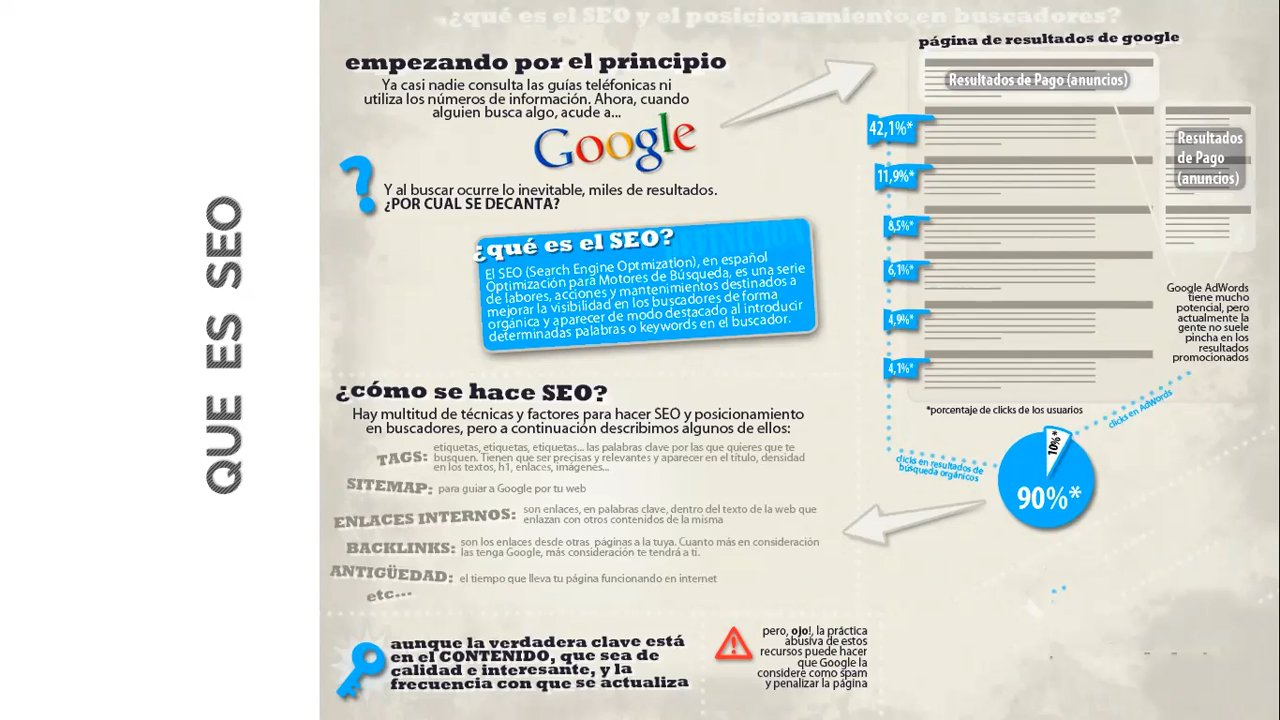 QUE ES SEO
¿qué es el SEO y el posicionamiento en buscadores?
empezando por el principio
Ya casi nadie consulta las guías teléfonicas ni
utiliza los números de información. Ahora, cuando
alguien busca algo, acude a...
Google
?
Y al buscar ocurre lo inevitable, miles de resultados.
¿POR CUAL SE DECANTA?
¿qué es el SEO?
El SEO (Search Engine Optmization), en español
Optimización para Motores de Búsqueda, es una serie
de labores, acciones y mantenimientos destinados a
mejorar la visibilidad en los buscadores de forma
orgánica y aparecer de modo destacado al introducir
determinadas palabras o keywords en el buscador.
¿cómo se hace SEO?
Hay multitud de técnicas y factores para hacer SEO y posicionamiento
en buscadores, pero a continuación describimos algunos de ellos:
TAGS: etiquetas, etiquetas, etiquetas... las palabras clave por las que quieres que te
busquen. Tienen que ser precisas y relevantes y aparecer en el título, densidad
en los textos, h1, enlaces, imágenes...
SITEMAP: para guiar a Google por tu web
ENLACES INTERNOS: son enlaces, en palabras clave, dentro del texto de la web que
enlazan con otros contenidos de la misma
BACKLINKS: son los enlaces desde otras páginas a la tuya. Cuanto más en consideración
las tenga Google, más consideración te tendrá a ti.
ANTIGÜEDAD: el tiempo que lleva tu página funcionando en internet
etc...
aunque la verdadera clave está
en el CONTENIDO, que sea de
calidad e interesante, y la
frecuencia con que se actualiza
pero, ojo!, la práctica
abusiva de estos
recursos puede hacer
que Google la
considere como spam
y penalizar la página
página de resultados de google
Resultados de Pago (anuncios)
42,1%*
11,9%*
8,5%*
6,1%*
4,9%*
4,1%*
Resultados
de Pago
(anuncios)
Google AdWords
tiene mucho
potencial, pero
actualmente la
gente no suele
pincha en los
resultados
promocionados
*porcentaje de clicks de los usuarios
clicks en AdWords
clicks en resultados de
búsqueda orgánicos
10%*
90%*